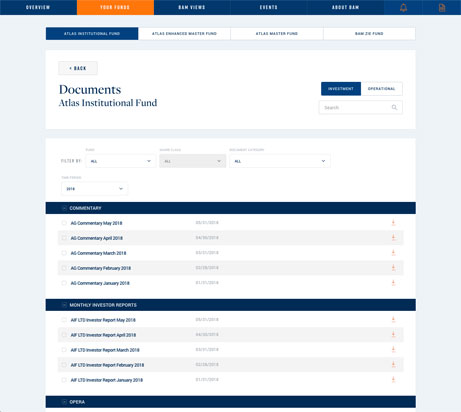 OVERVIEW YOUR FUNDS BAM VIEWS EVENTS ABOUT BAM
ATLAS INSTITUTIONAL FUND ATLAS ENHANCED MASTER FUND ATLAS MASTER FUND BAM ZIE FUND
< BACK
Documents
Atlas Institutional Fund
INVESTMENT OPERATIONAL
Search
FUND SHARE CLASS DOCUMENT CATEGORY
FILTER BY: ALL ALL ALL
TIME PERIOD
2018
COMMENTARY
AG Commentary May 2018 05/31/2018
AG Commentary April 2018 04/30/2018
AG Commentary March 2018 03/31/2018
AG Commentary February 2018 02/28/2018
AG Commentary January 2018 01/31/2018
MONTHLY INVESTOR REPORTS
AIF LTD Investor Report May 2018 05/31/2018
AIF LTD Investor Report April 2018 04/30/2018
AIF LTD Investor Report March 2018 03/31/2018
AIF LTD Investor Report February 2018 02/28/2018
AIF LTD Investor Report January 2018 01/31/2018
OPERA